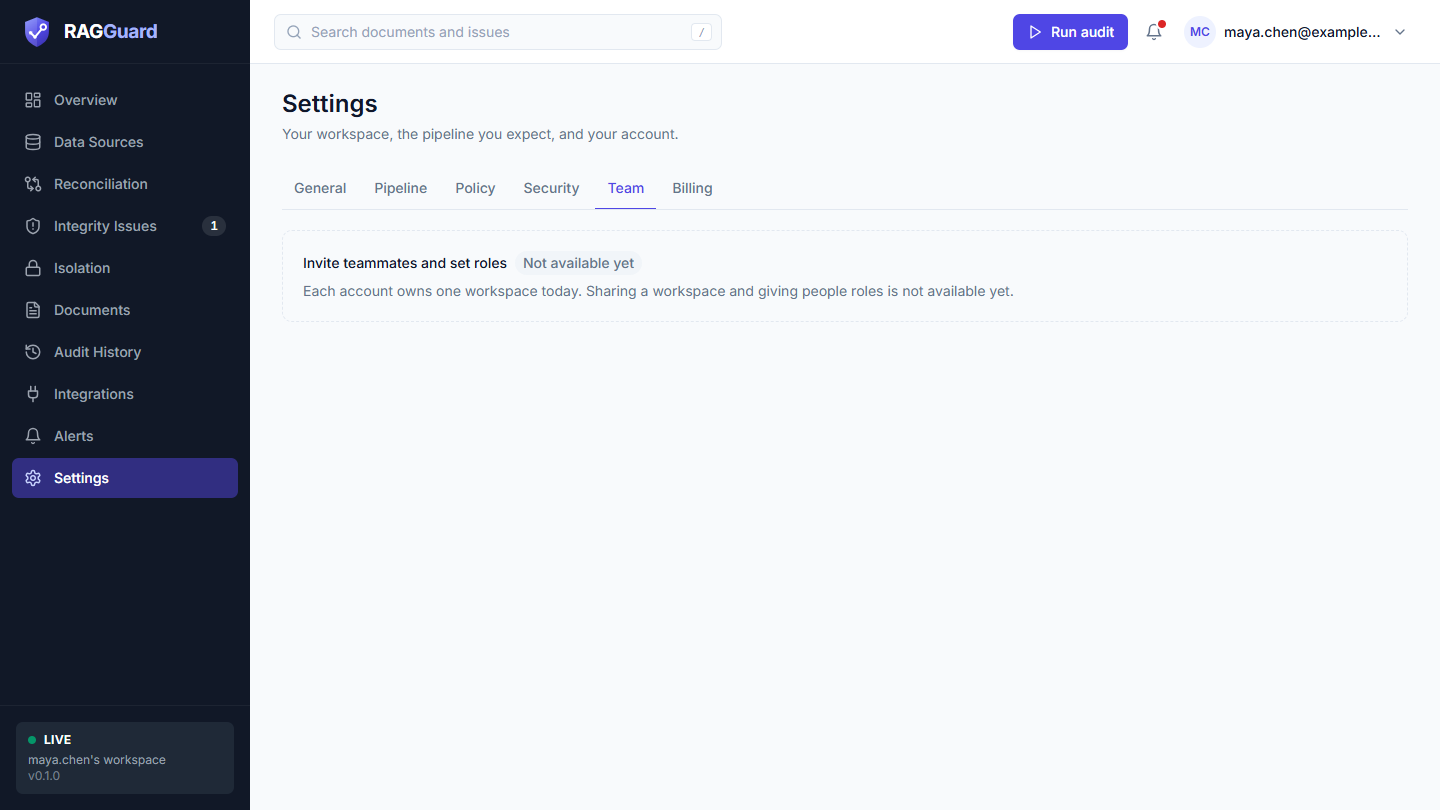 RAGGuard
Search documents and issues
/
Run audit
MC
maya.chen@example...
Overview
Data Sources
Reconciliation
Integrity Issues
1
Isolation
Documents
Audit History
Integrations
Alerts
Settings
LIVE
maya.chen's workspace
v0.1.0
Settings
Your workspace, the pipeline you expect, and your account.
General
Pipeline
Policy
Security
Team
Billing
Invite teammates and set roles
Not available yet
Each account owns one workspace today. Sharing a workspace and giving people roles is not available yet.